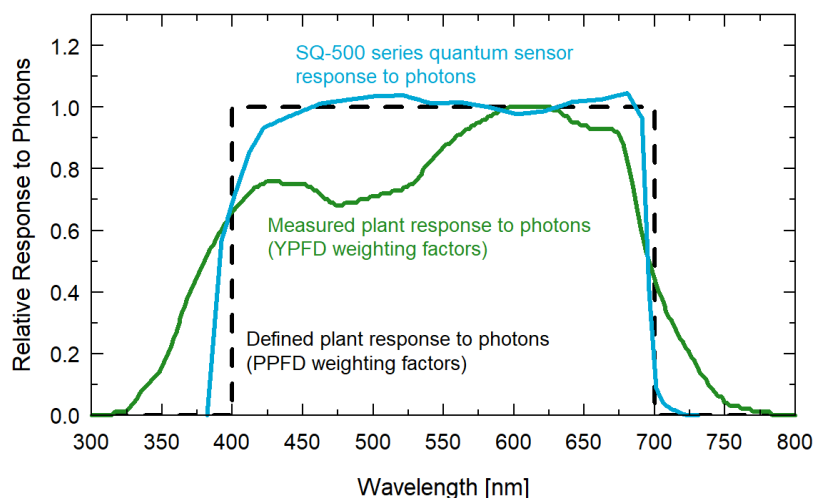 1.2
1.0
0.8
0.6
0.4
0.2
0.0
Relative Response to Photons
SQ-500 series quantum sensor
response to photons
Measured plant response to photons
(YPFD weighting factors)
Defined plant response to photons
(PPFD weighting factors)
300 350 400 450 500 550 600 650 700 750 800
Wavelength [nm]